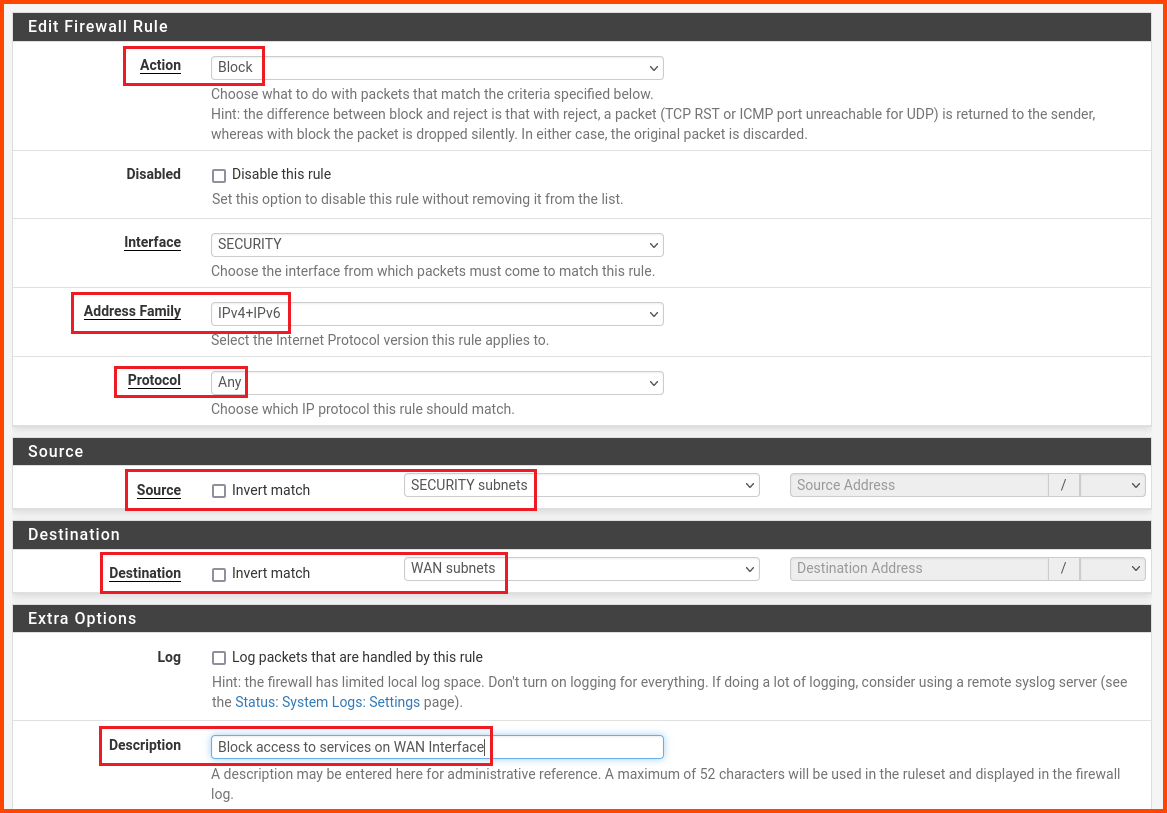 Edit Firewall Rule
Action
Block
Choose what to do with packets that match the criteria specified below.
Hint: the difference between block and reject is that with reject, a packet (TCP RST or ICMP port unreachable for UDP) is returned to the sender,
whereas with block the packet is dropped silently. In either case, the original packet is discarded.
Disabled
Disable this rule
Set this option to disable this rule without removing it from the list.
Interface
SECURITY
Choose the interface from which packets must come to match this rule.
Address Family
IPv4+IPv6
Select the Internet Protocol version this rule applies to.
Protocol
Any
Choose which IP protocol this rule should match.
Source
Source
Invert match
SECURITY subnets
Source Address
/
Destination
Destination
Invert match
WAN subnets
Destination Address
/
Extra Options
Log
Log packets that are handled by this rule
Hint: the firewall has limited local log space. Don't turn on logging for everything. If doing a lot of logging, consider using a remote syslog server (see
the Status: System Logs: Settings page).
Description
Block access to services on WAN Interface
A description may be entered here for administrative reference. A maximum of 52 characters will be used in the ruleset and displayed in the firewall
log.